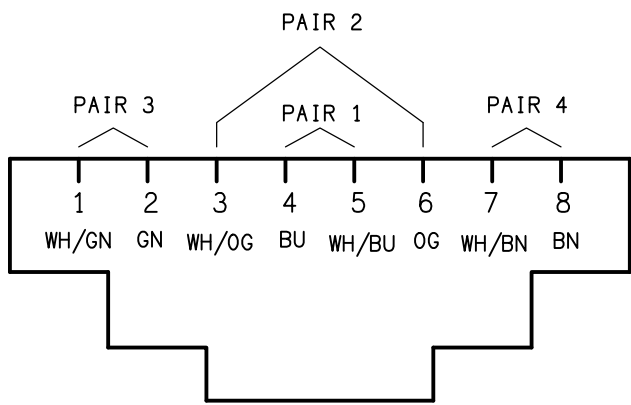 PAIR 2
PAIR 3 PAIR 1 PAIR 4
1 2 3 4 5 6 7 8
WH/GN GN WH/OG BU WH/BU OG WH/BN BN